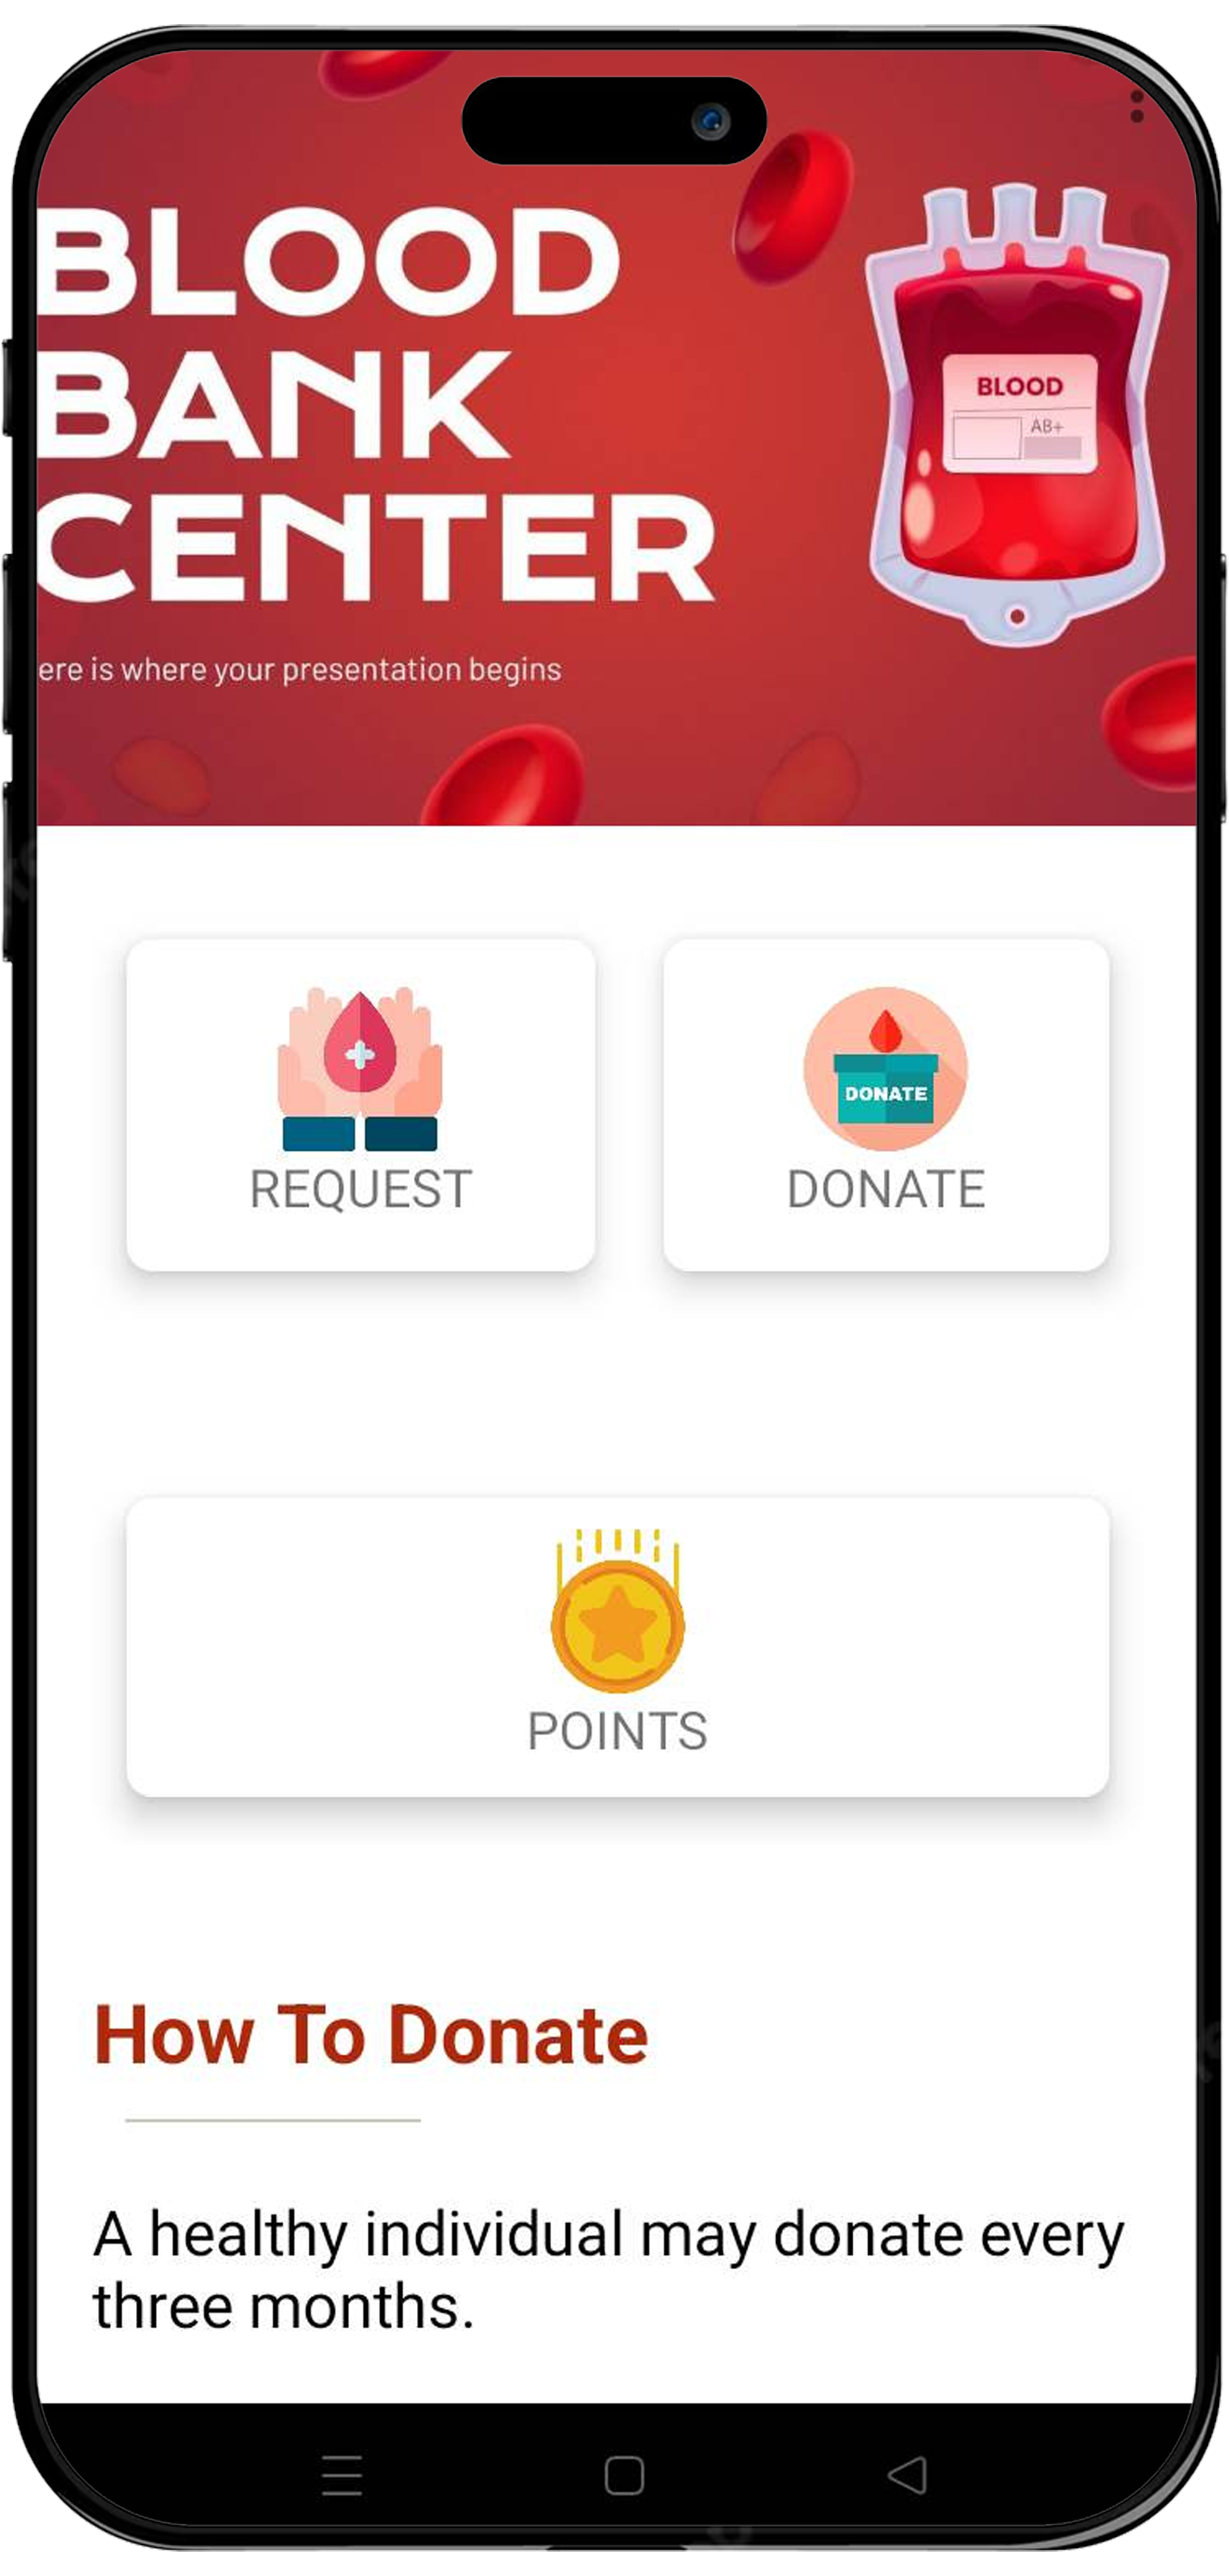 BLOOD
BANK
CENTER
ere is where your presentation begins
BLOOD
AB+
DONATE
REQUEST
DONATE
POINTS
How To Donate
A healthy individual may donate every
three months.